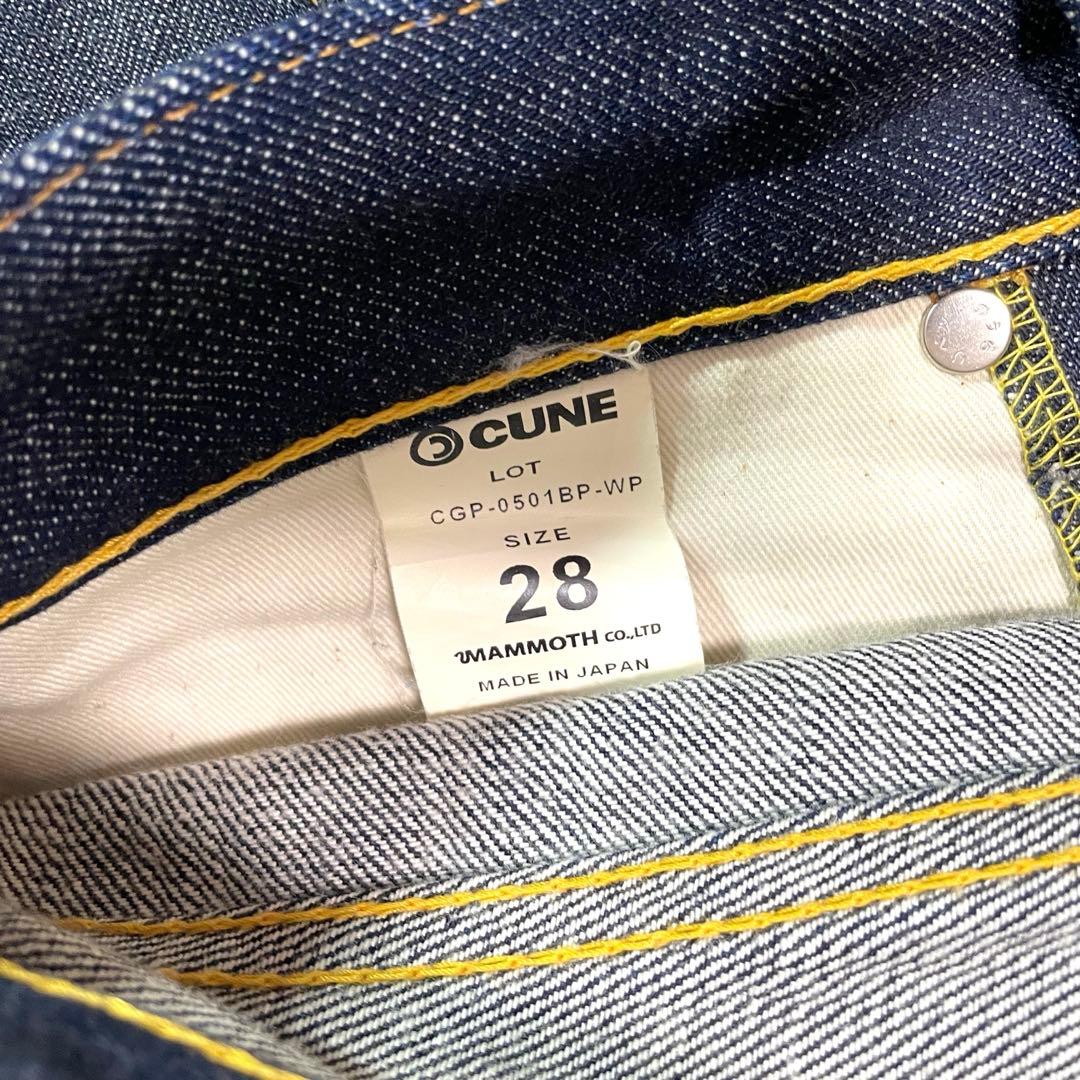 CUNE
LOT
CGP-0501BP-WP
SIZE
28
MAMMOTH CO.,LTD
MADE IN JAPAN